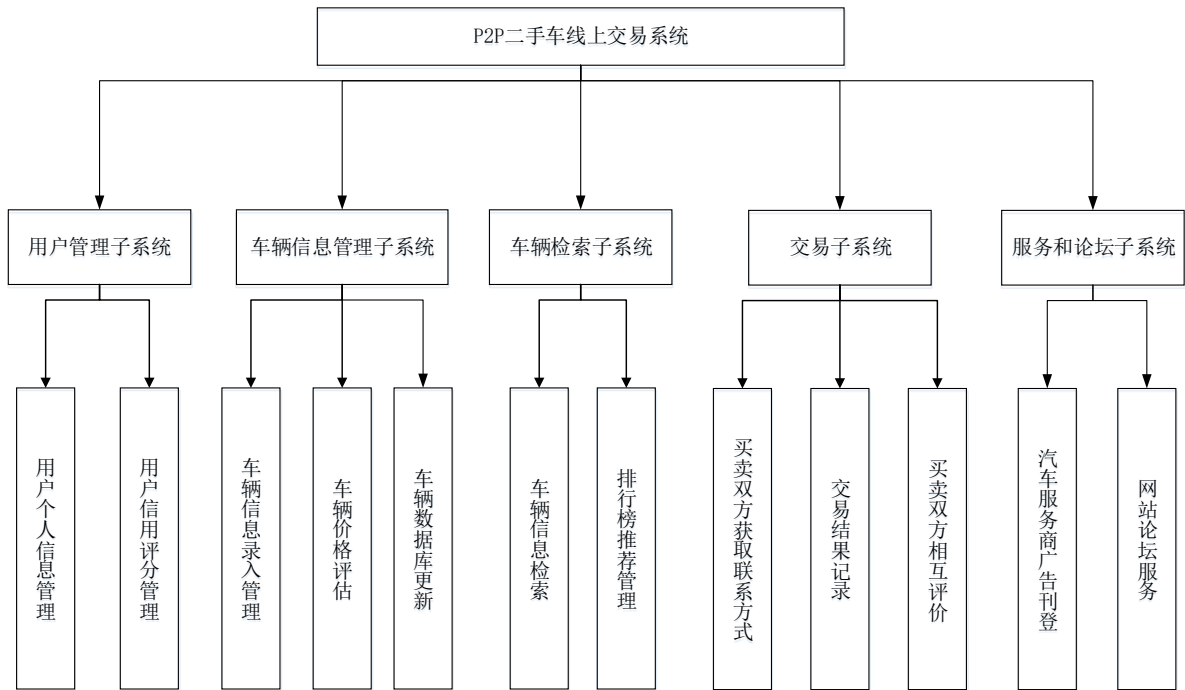 P2P二手车线上交易系统
用户管理子系统
车辆信息管理子系统
车辆检索子系统
交易子系统
服务和论坛子系统
用户个人信息管理
用户信用评分管理
车辆信息录入管理
车辆价格评估
车辆数据库更新
车辆信息检索
排行榜推荐管理
买卖双方获取联系方式
交易结果记录
买卖双方相互评价
汽车服务商广告刊登
网站论坛服务